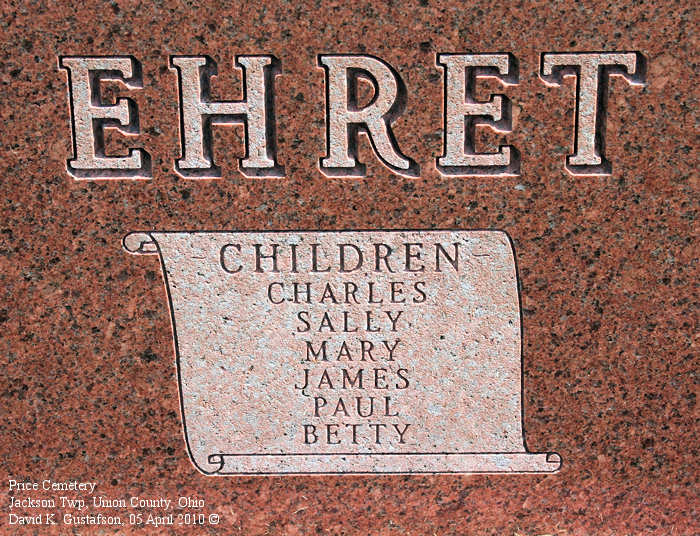 EHRET
- CHILDREN -
CHARLES
SALLY
MARY
JAMES
PAUL
BETTY
Price Cemetery
Jackson Twp, Union County, Ohio
David K. Gustafson, 05 April 2010 ©